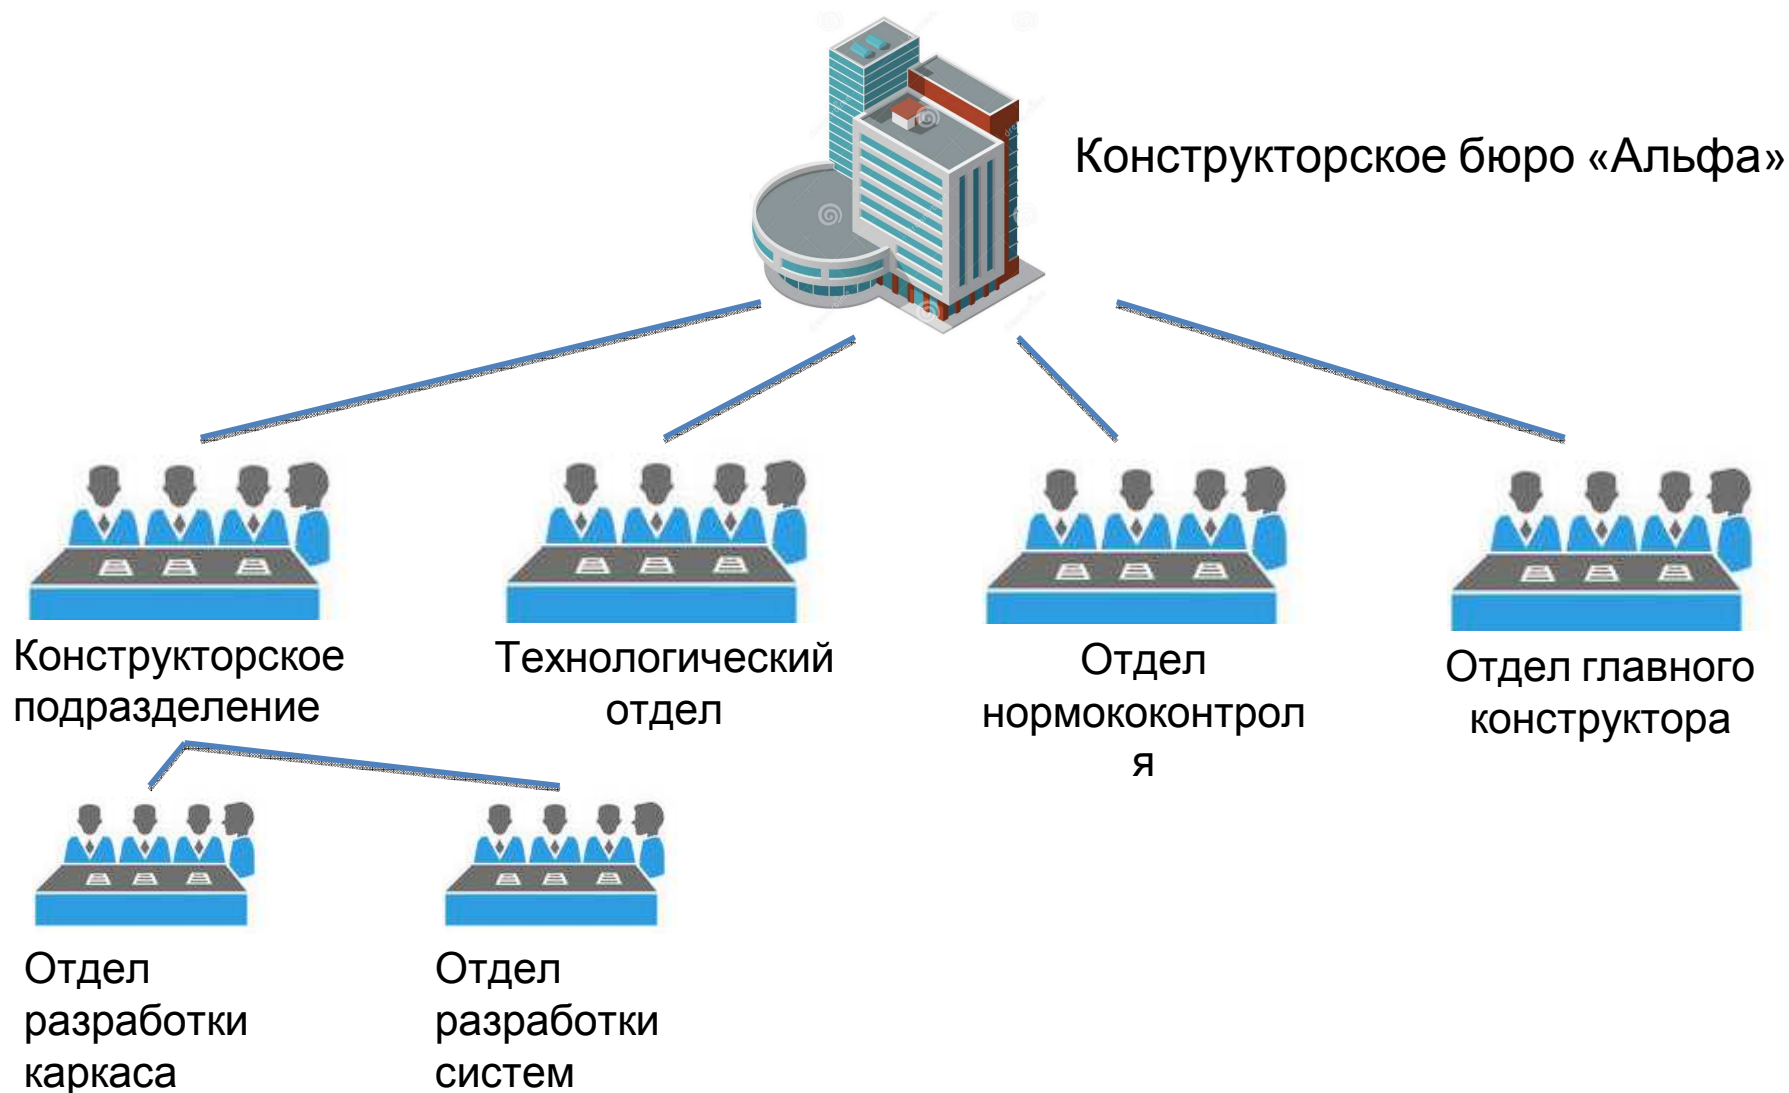 Конструкторское бюро «Альфа»
Конструкторское
подразделение
Технологический
отдел
Отдел
нормококонтрол
я
Отдел главного
конструктора
Отдел
разработки
каркаса
Отдел
разработки
систем